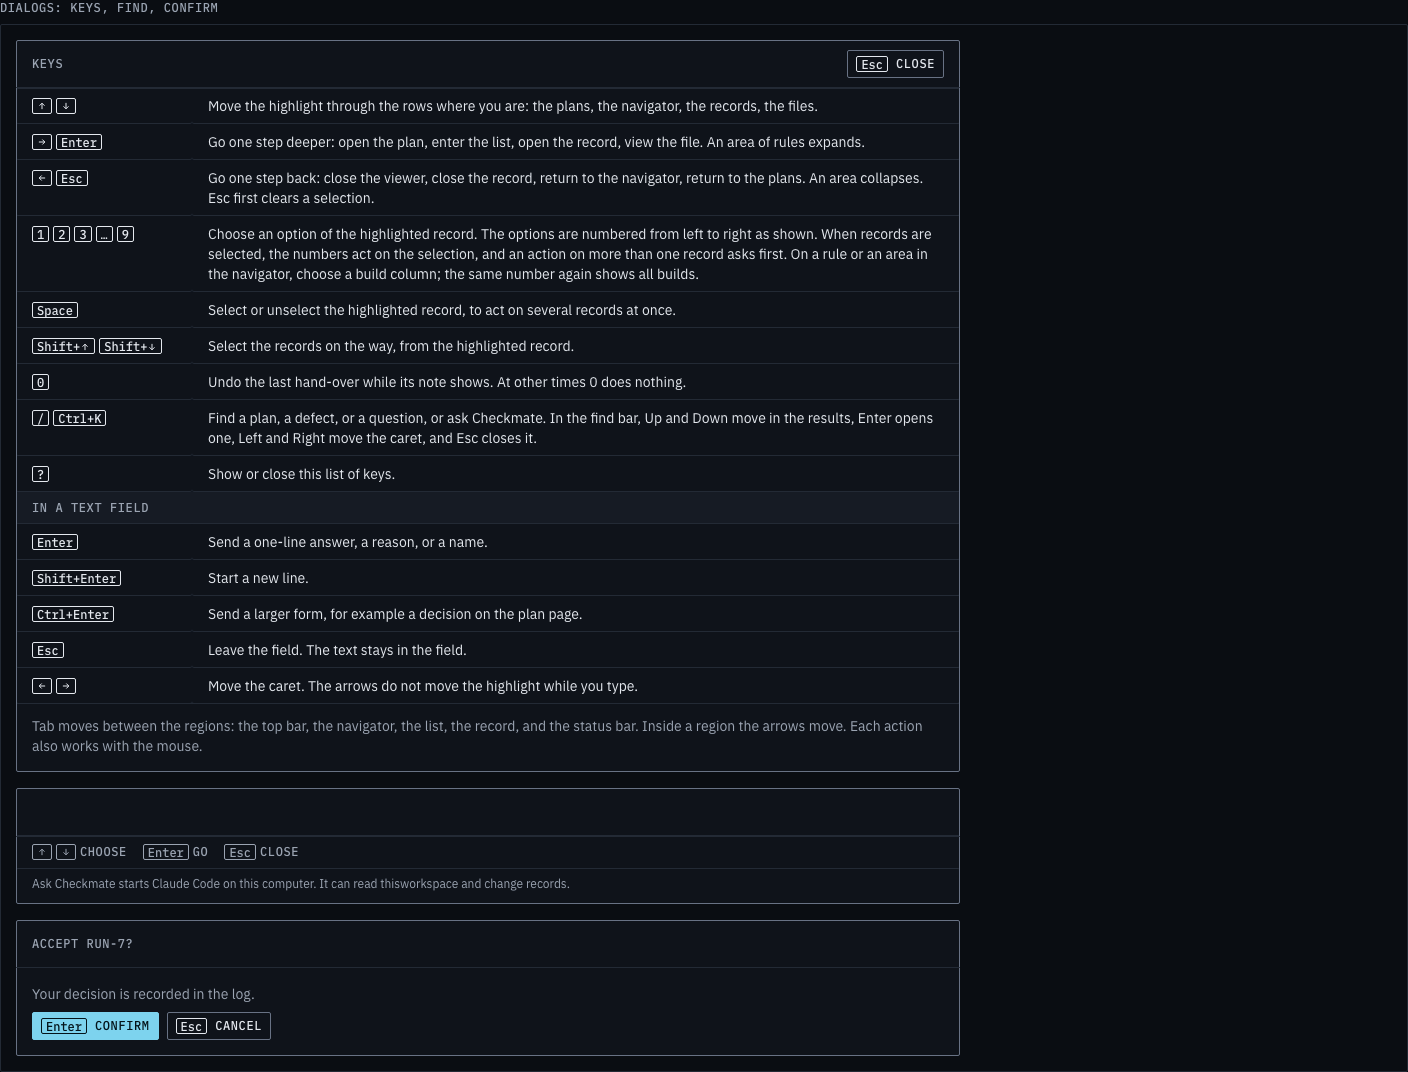 DIALOGS: KEYS, FIND, CONFIRM
KEYS
Esc CLOSE
↑ ↓ Move the highlight through the rows where you are: the plans, the navigator, the records, the files.
→ Enter Go one step deeper: open the plan, enter the list, open the record, view the file. An area of rules expands.
← Esc Go one step back: close the viewer, close the record, return to the navigator, return to the plans. An area collapses.
Esc first clears a selection.
1 2 3 … 9 Choose an option of the highlighted record. The options are numbered from left to right as shown. When records are
selected, the numbers act on the selection, and an action on more than one record asks first. On a rule or an area in
the navigator, choose a build column; the same number again shows all builds.
Space Select or unselect the highlighted record, to act on several records at once.
Shift+↑ Shift+↓ Select the records on the way, from the highlighted record.
0 Undo the last hand-over while its note shows. At other times 0 does nothing.
/ Ctrl+K Find a plan, a defect, or a question, or ask Checkmate. In the find bar, Up and Down move in the results, Enter opens
one, Left and Right move the caret, and Esc closes it.
? Show or close this list of keys.
IN A TEXT FIELD
Enter Send a one-line answer, a reason, or a name.
Shift+Enter Start a new line.
Ctrl+Enter Send a larger form, for example a decision on the plan page.
Esc Leave the field. The text stays in the field.
← → Move the caret. The arrows do not move the highlight while you type.
Tab moves between the regions: the top bar, the navigator, the list, the record, and the status bar. Inside a region the arrows move. Each action
also works with the mouse.
↑ ↓ CHOOSE Enter GO Esc CLOSE
Ask Checkmate starts Claude Code on this computer. It can read thisworkspace and change records.
ACCEPT RUN-7?
Your decision is recorded in the log.
Enter CONFIRM Esc CANCEL